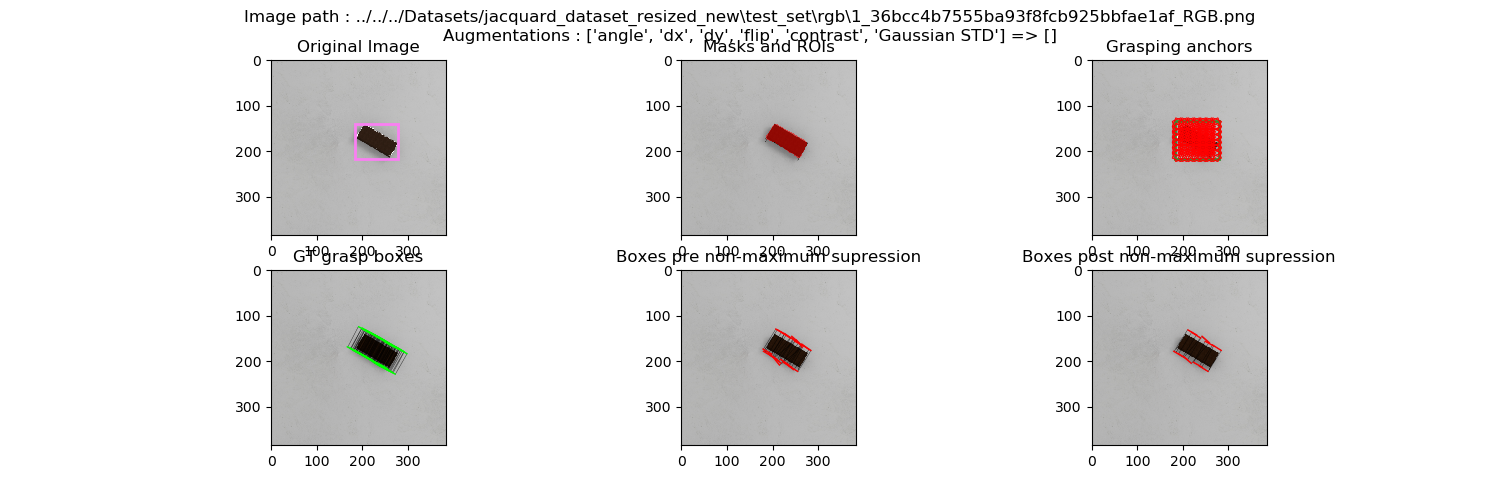 Image path : ../../../Datasets/jacquard_dataset_resized_new\test_set\rgb\1_36bcc4b7555ba93f8fcb925bbfae1af_RGB.png
Augmentations : ['angle', 'dx', 'dy', 'flip', 'contrast', 'Gaussian STD'] => []
Original Image
Masks and ROIs
Grasping anchors
0 0 0
100 100 100
200 200 200
300 300 300
0 100 200 300 0 100 200 300 0 100 200 300
GT grasp boxes
Boxes pre non-maximum supression
Boxes post non-maximum supression
0 0 0
100 100 100
200 200 200
300 300 300
0 100 200 300 0 100 200 300 0 100 200 300